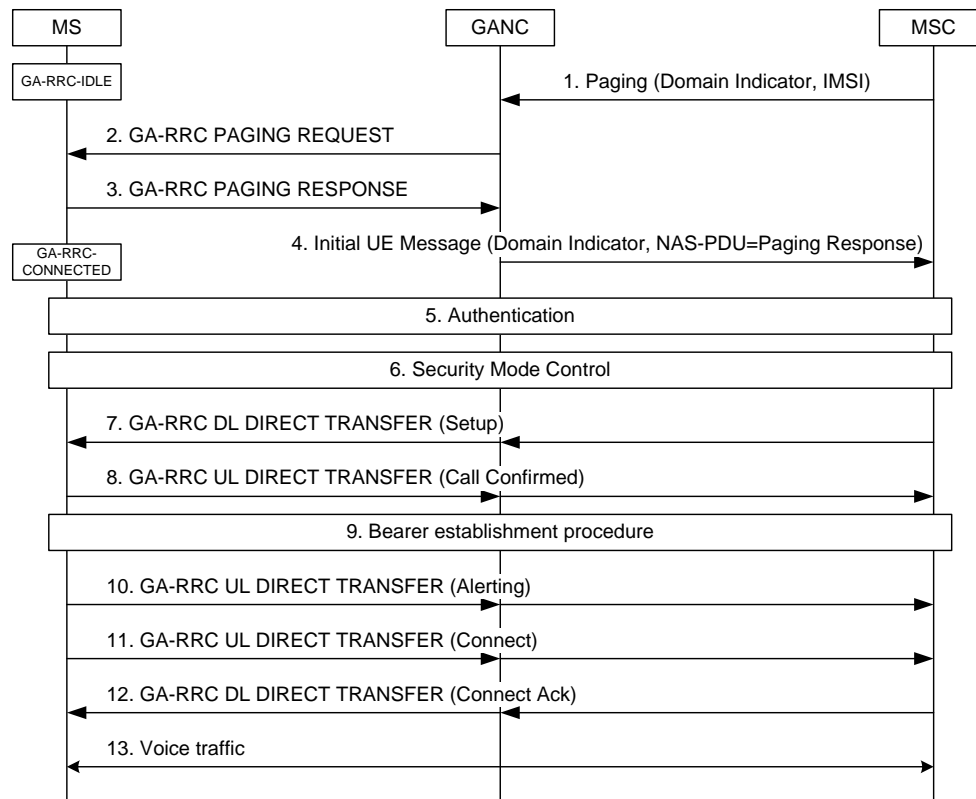 MS
GANC
MSC
GA-RRC-IDLE
1. Paging (Domain Indicator, IMSI)
2. GA-RRC PAGING REQUEST
3. GA-RRC PAGING RESPONSE
4. Initial UE Message (Domain Indicator, NAS-PDU=Paging Response)
GA-RRC-
CONNECTED
5. Authentication
6. Security Mode Control
7. GA-RRC DL DIRECT TRANSFER (Setup)
8. GA-RRC UL DIRECT TRANSFER (Call Confirmed)
9. Bearer establishment procedure
10. GA-RRC UL DIRECT TRANSFER (Alerting)
11. GA-RRC UL DIRECT TRANSFER (Connect)
12. GA-RRC DL DIRECT TRANSFER (Connect Ack)
13. Voice traffic